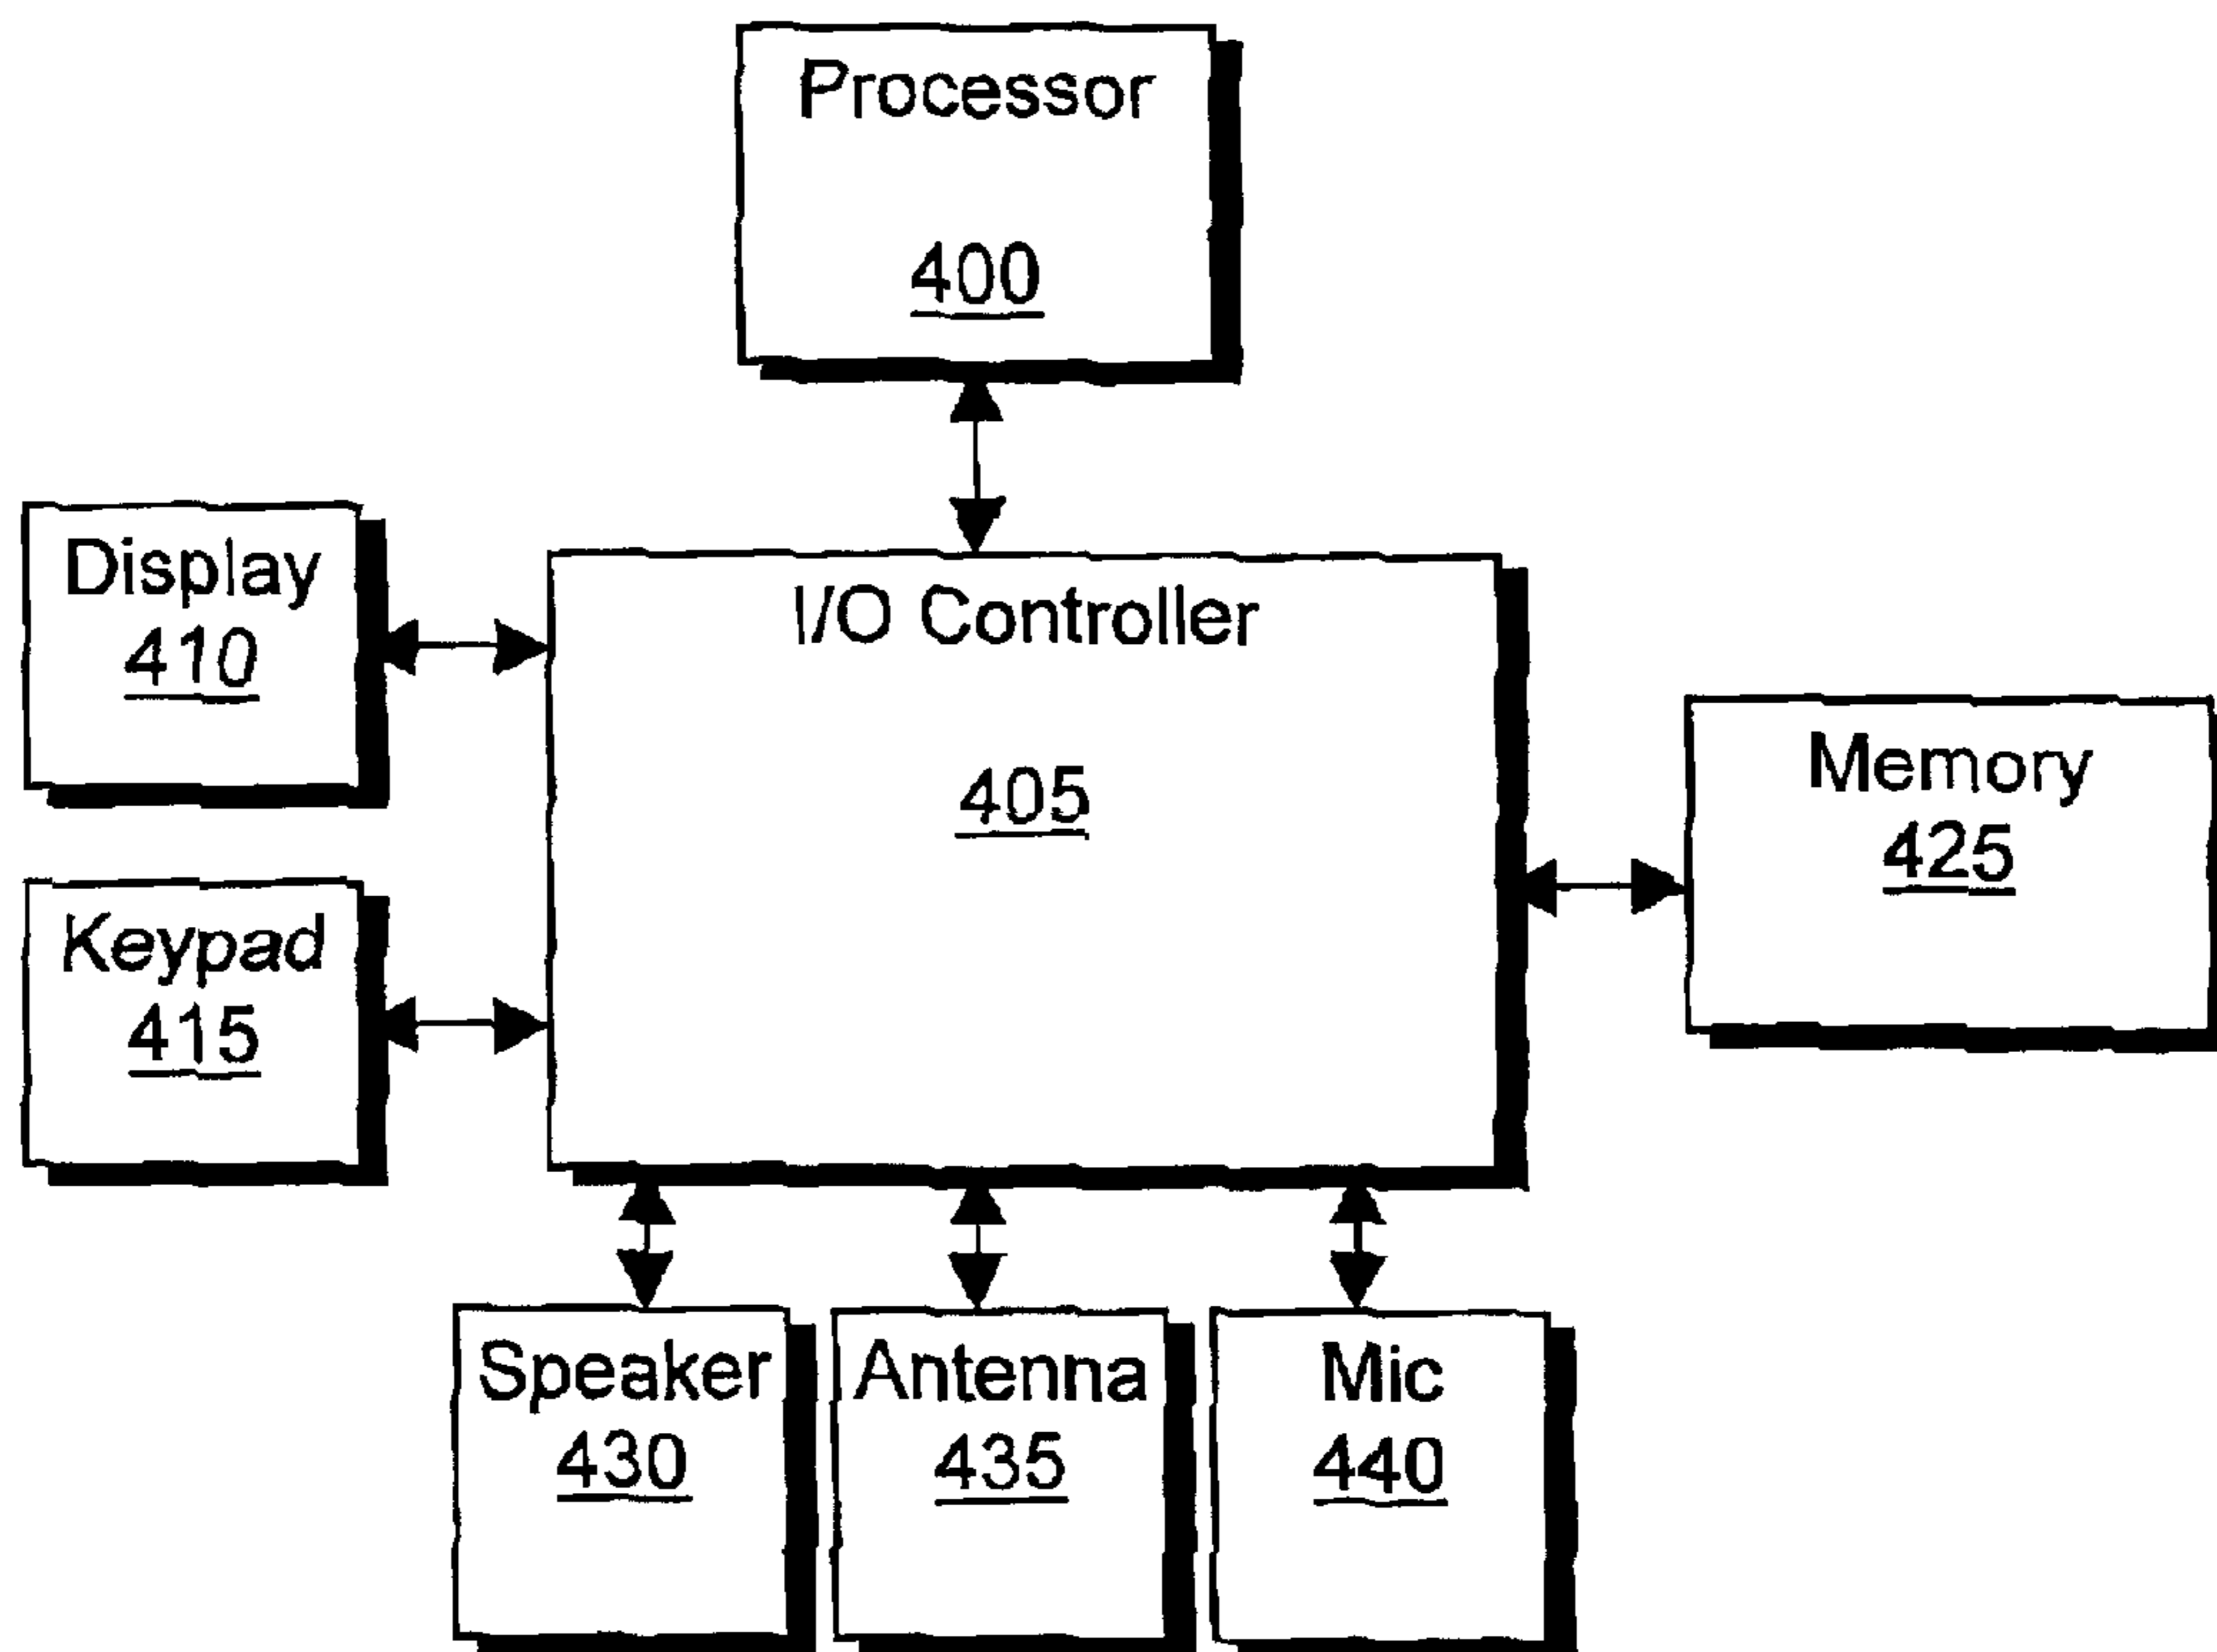 Processor
400
Display
410
I/O Controller
405
Memory
425
Keypad
415
Speaker
430
Antenna
435
Mic
440